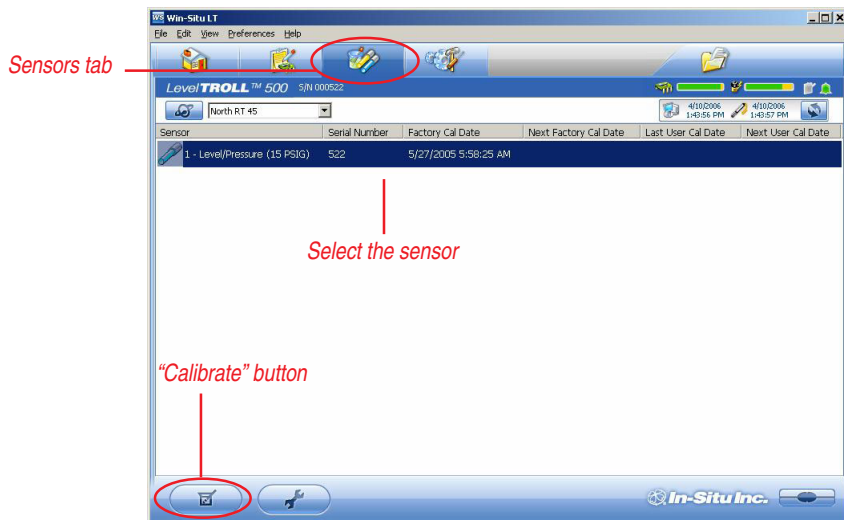 Win-Situ LT
File Edit View Preferences Help
Sensors tab
Level TROLL™ 500 S/N 000522
North RT 45
4/10/2006 1:43:56 PM
4/10/2006 1:43:57 PM
Sensor Serial Number Factory Cal Date Next Factory Cal Date Last User Cal Date Next User Cal Date
1 - Level/Pressure (15 PSIG) 522 5/27/2005 5:58:25 AM
Select the sensor
“Calibrate” button
In-Situ Inc.